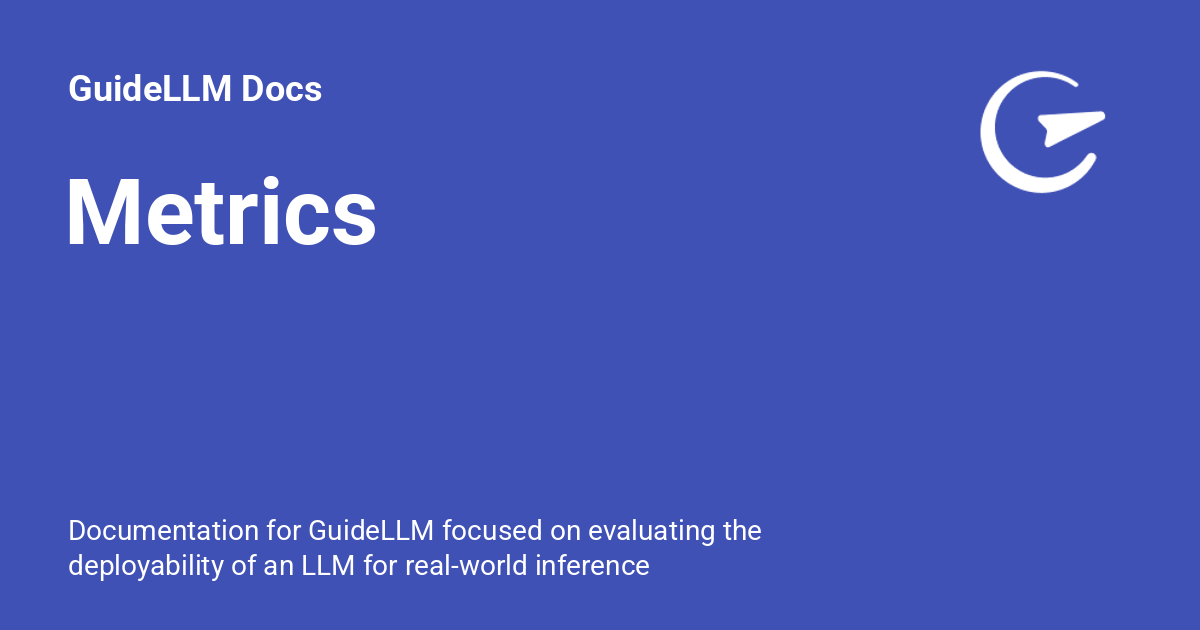 GuideLLM Docs
Metrics
Documentation for GuideLLM focused on evaluating the
deployability of an LLM for real-world inference